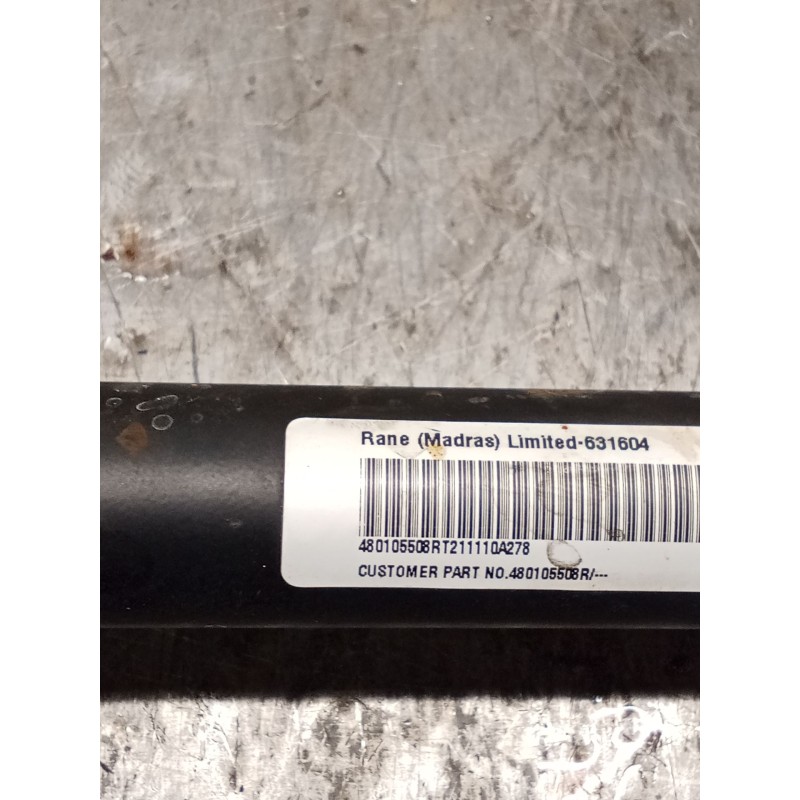 Rane (Madras) Limited-631604
480105508RT211110A278
CUSTOMER PART NO.480105508R/---